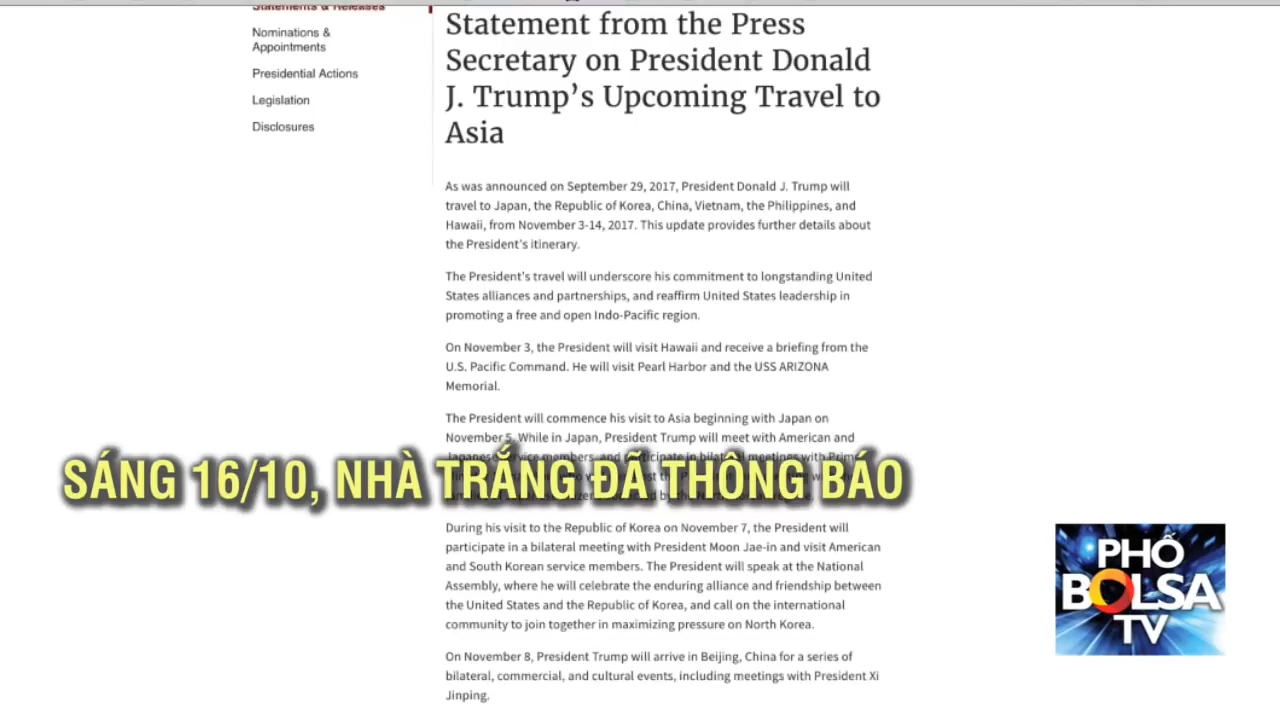 Statements & Releases
Nominations &
Appointments
Presidential Actions
Legislation
Disclosures
Statement from the Press
Secretary on President Donald
J. Trump’s Upcoming Travel to
Asia
As was announced on September 29, 2017, President Donald J. Trump will
travel to Japan, the Republic of Korea, China, Vietnam, the Philippines, and
Hawaii, from November 3-14, 2017. This update provides further details about
the President’s itinerary.
The President’s travel will underscore his commitment to longstanding United
States alliances and partnerships, and reaffirm United States leadership in
promoting a free and open Indo-Pacific region.
On November 3, the President will visit Hawaii and receive a briefing from the
U.S. Pacific Command. He will visit Pearl Harbor and the USS ARIZONA
Memorial.
The President will commence his visit to Asia beginning with Japan on
November 5. While in Japan, President Trump will meet with American and
Japanese service members, and participate in bilateral meetings with Prime
SÁNG 16/10, NHÀ TRẮNG ĐÃ THÔNG BÁO
During his visit to the Republic of Korea on November 7, the President will
participate in a bilateral meeting with President Moon Jae-in and visit American
and South Korean service members. The President will speak at the National
Assembly, where he will celebrate the enduring alliance and friendship between
the United States and the Republic of Korea, and call on the international
community to join together in maximizing pressure on North Korea.
On November 8, President Trump will arrive in Beijing, China for a series of
bilateral, commercial, and cultural events, including meetings with President Xi
Jinping.
PHỐ
BOLSA
TV